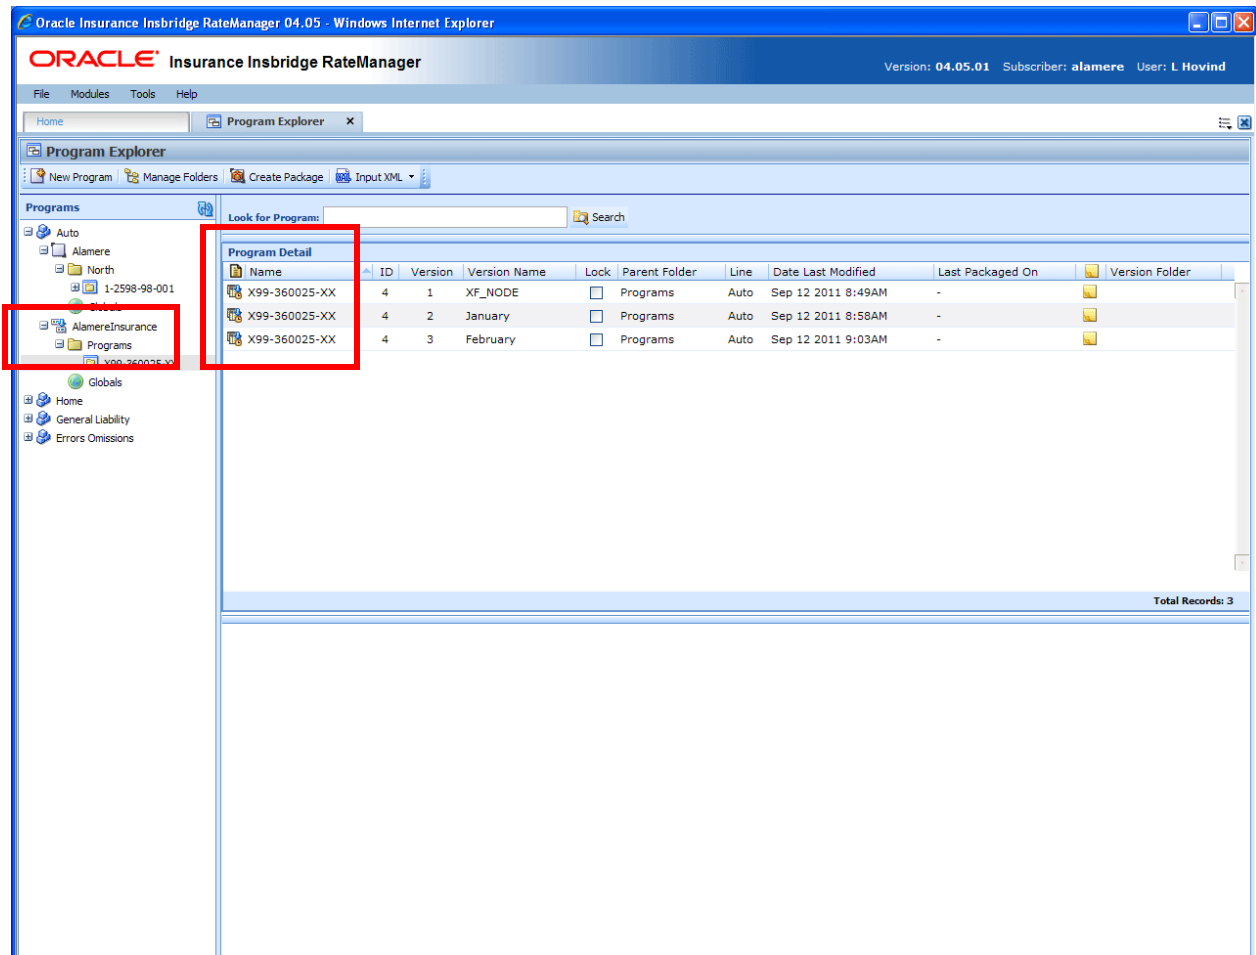 Oracle Insurance Insbridge RateManager 04.05 - Windows Internet Explorer
ORACLE Insurance Insbridge RateManager
Version: 04.05.01 Subscriber: alamere User: L Hovind
File Modules Tools Help
Home Program Explorer x
Program Explorer
New Program Manage Folders Create Package Input XML
Programs
Auto
Alamere
North
1-2598-98-001
Globals
AlamereInsurance
Programs
X99-360025-XX
Globals
Home
General Liability
Errors Omissions
Look for Program: Search
Program Detail
Name ID Version Version Name Lock Parent Folder Line Date Last Modified Last Packaged On Version Folder
X99-360025-XX 4 1 XF_NODE Programs Auto Sep 12 2011 8:49AM -
X99-360025-XX 4 2 January Programs Auto Sep 12 2011 8:58AM -
X99-360025-XX 4 3 February Programs Auto Sep 12 2011 9:03AM -
Total Records: 3